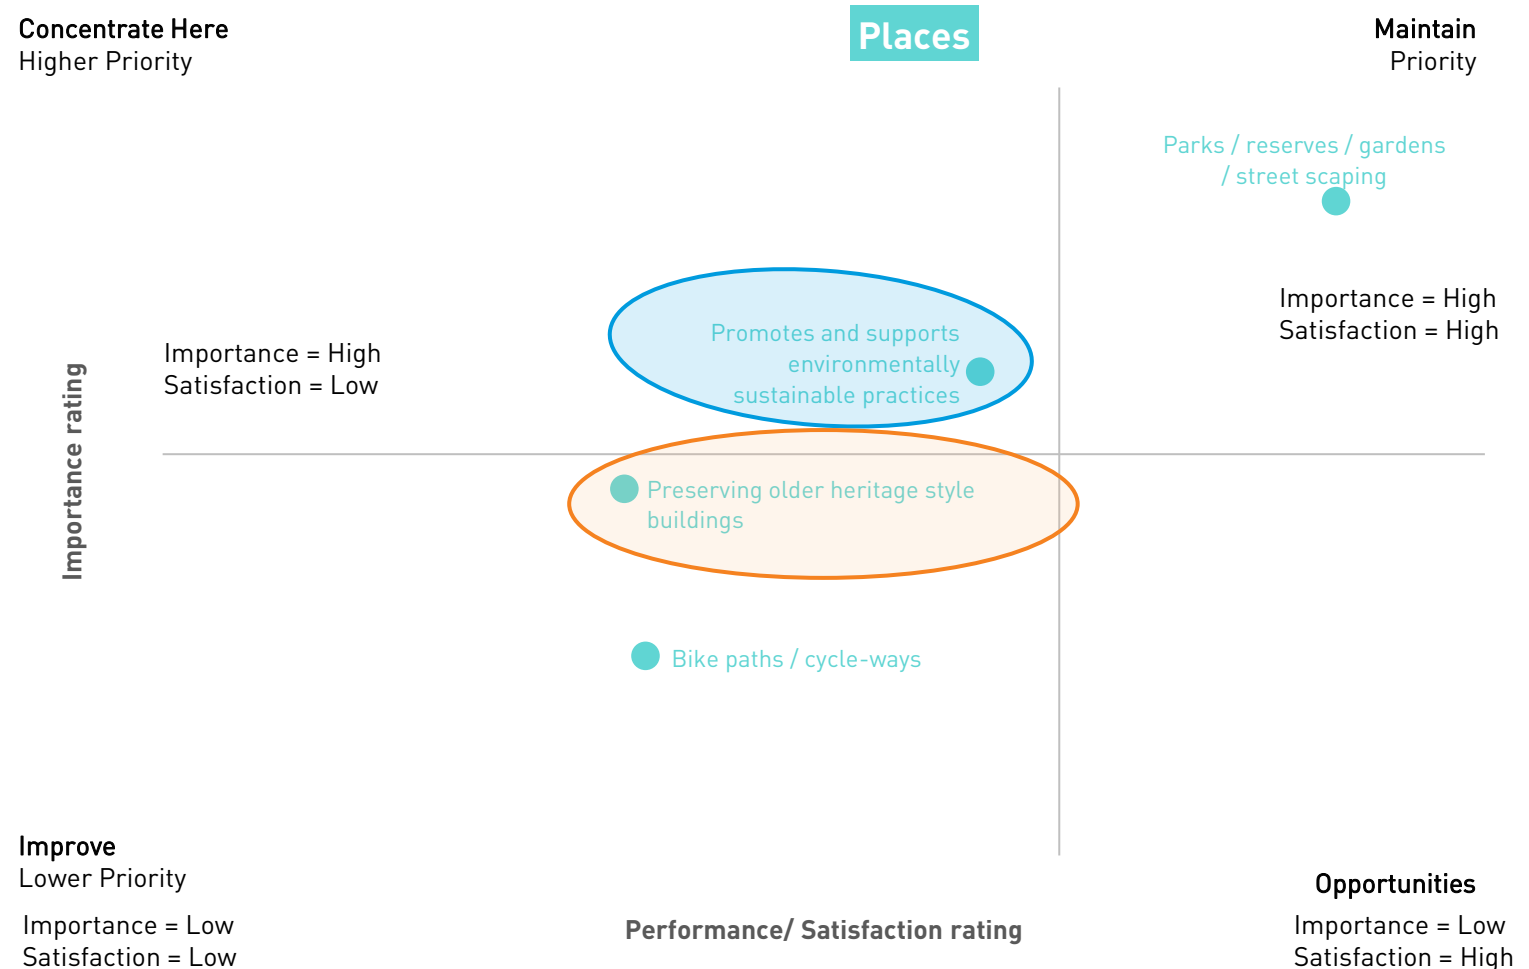 Concentrate Here
Higher Priority
Places
Maintain
Priority
Parks / reserves / gardens
/ street scaping
Importance = High
Satisfaction = High
Promotes and supports
environmentally
sustainable practices
Importance = High
Satisfaction = Low
Importance rating
Preserving older heritage style
buildings
Bike paths / cycle-ways
Improve
Lower Priority
Importance = Low
Satisfaction = Low
Performance/ Satisfaction rating
Opportunities
Importance = Low
Satisfaction = High